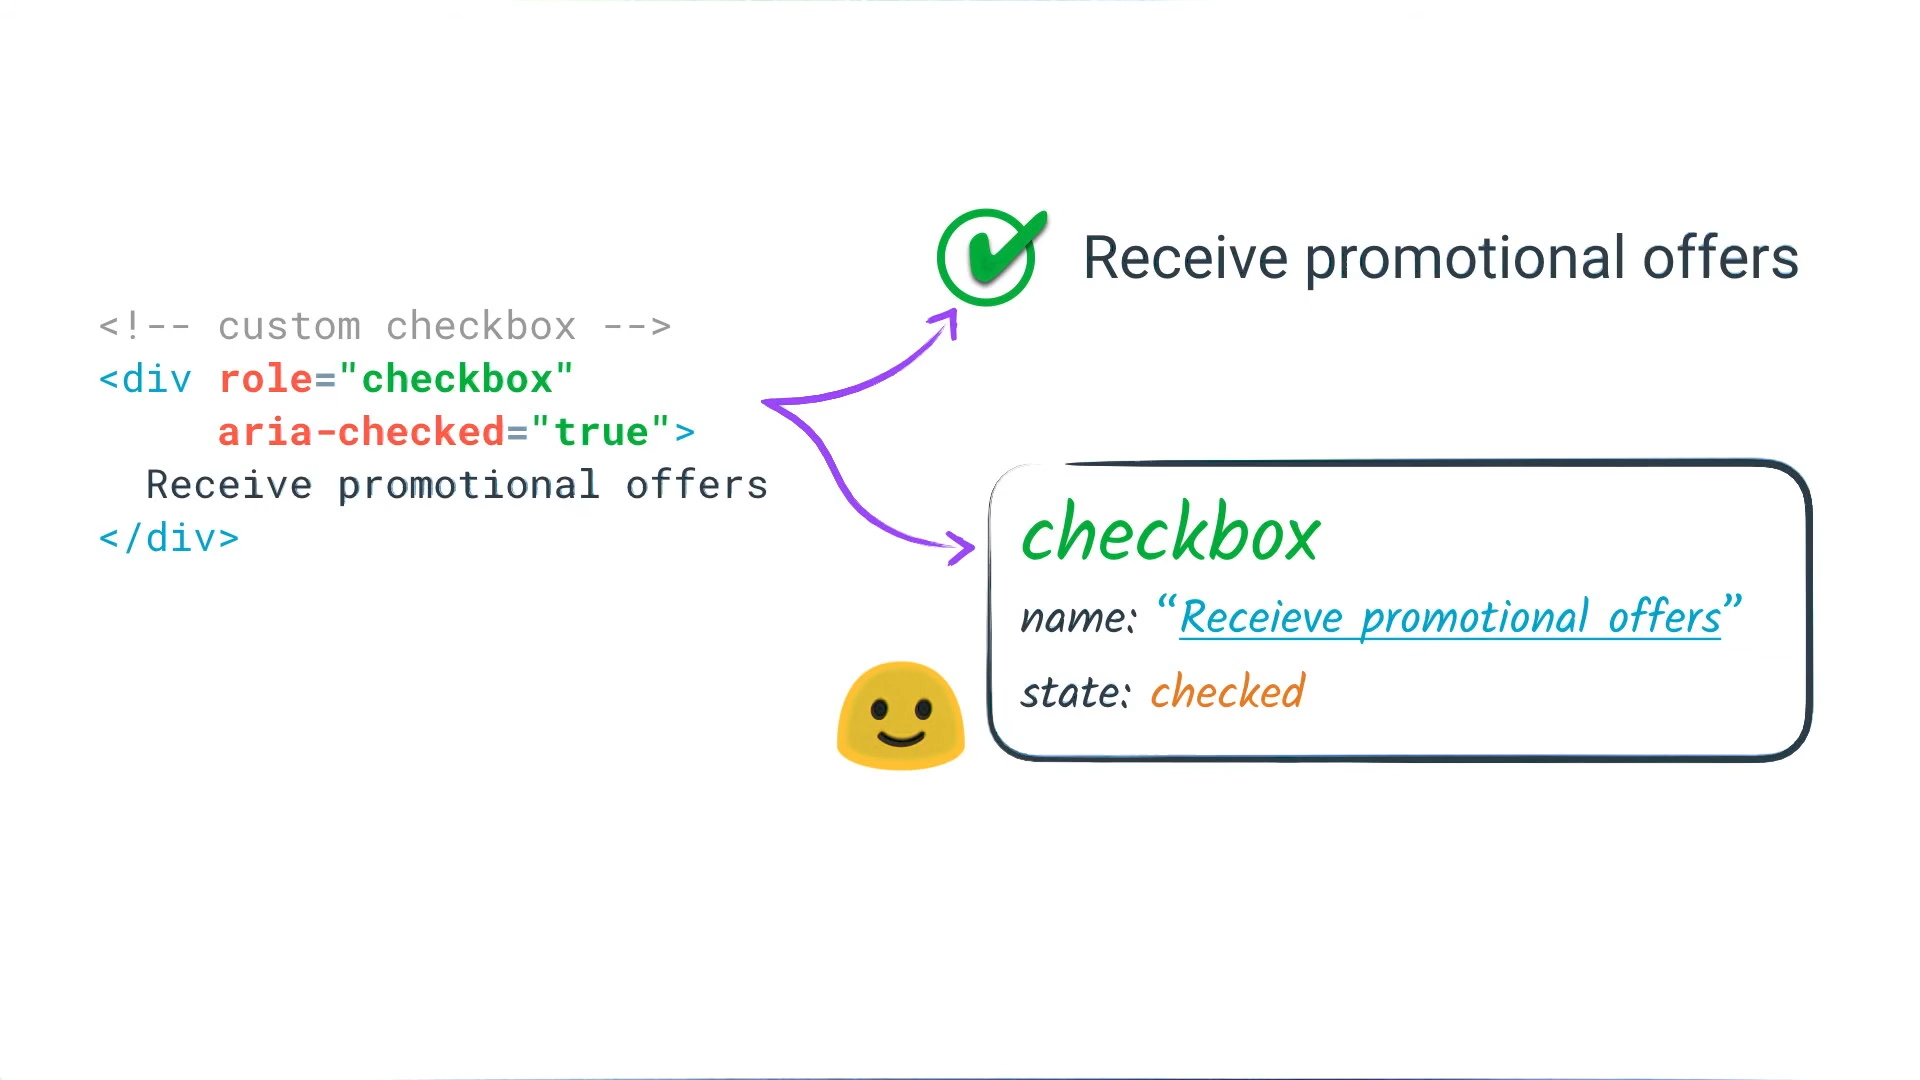 <!-- custom checkbox -->
<div role="checkbox"
aria-checked="true">
Receive promotional offers
</div>
Receive promotional offers
checkbox
name: “Receieve promotional offers”
state: checked